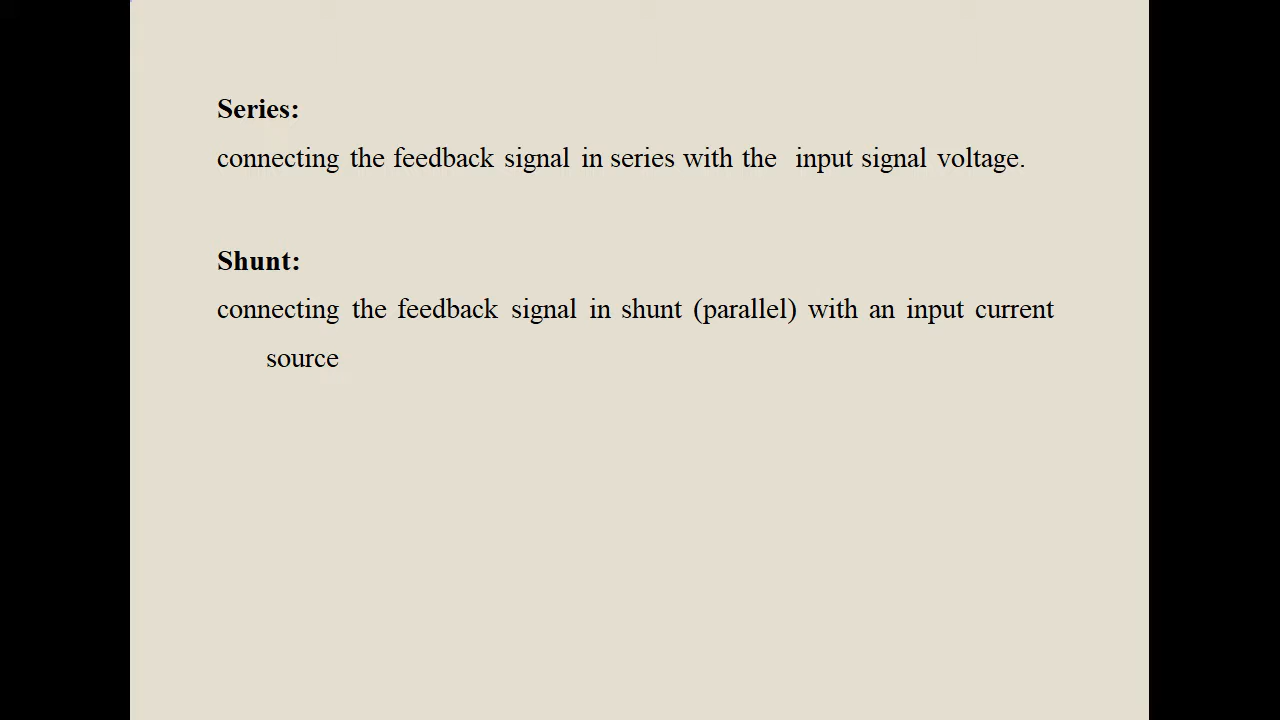 Series:
connecting the feedback signal in series with the input signal voltage.
Shunt:
connecting the feedback signal in shunt (parallel) with an input current
source